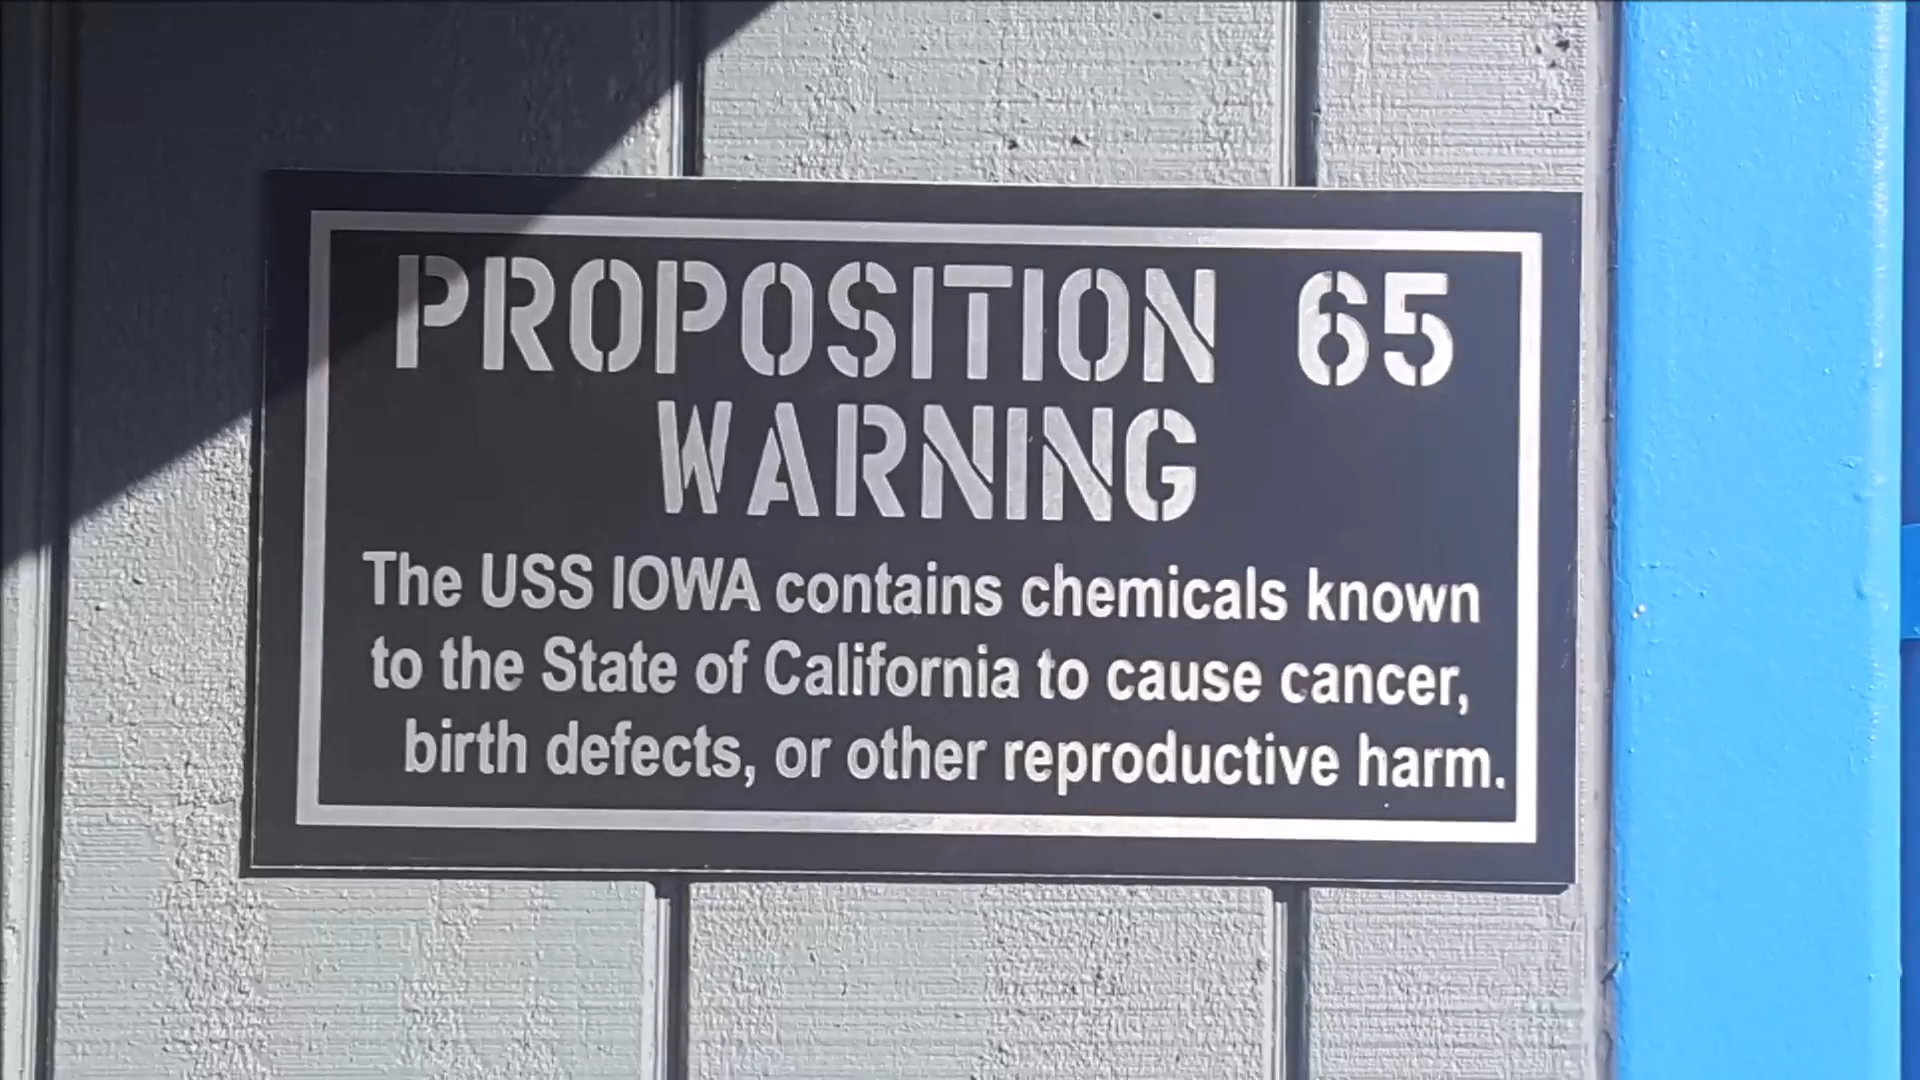 PROPOSITION 65
WARNING
The USS IOWA contains chemicals known
to the State of California to cause cancer,
birth defects, or other reproductive harm.